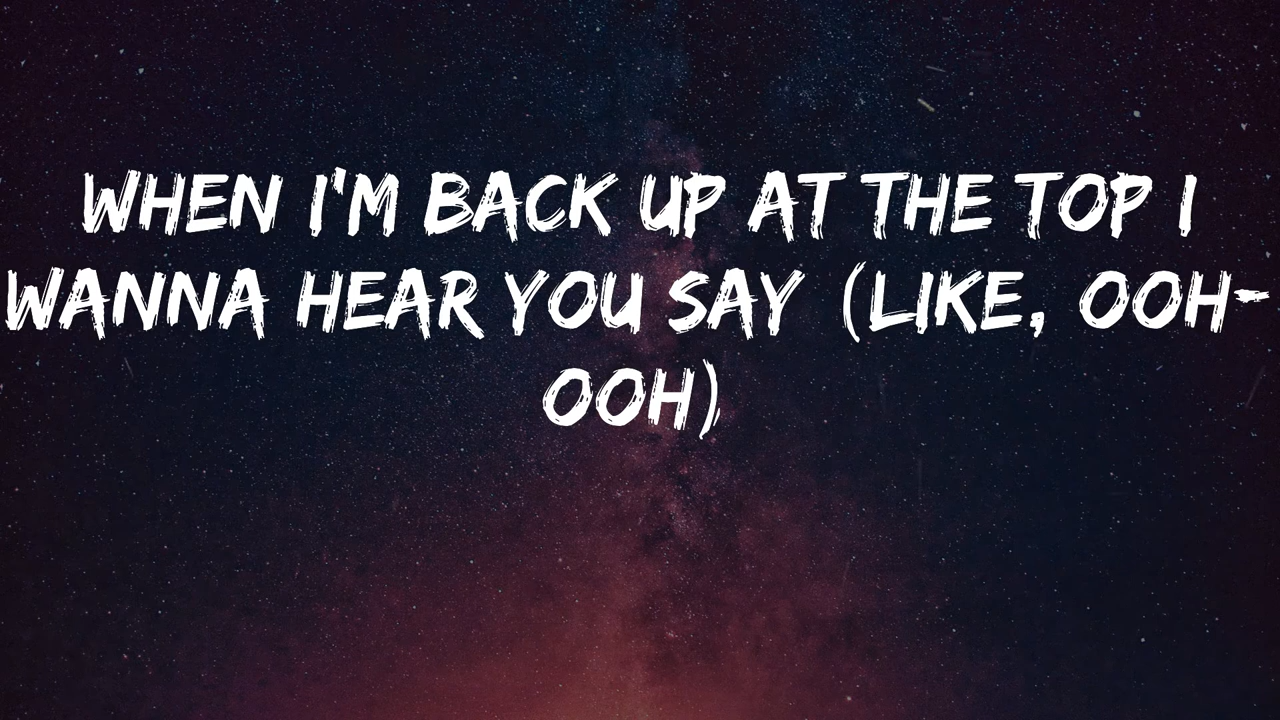 WHEN I'M BACK UP AT THE TOP I
WANNA HEAR YOU SAY (LIKE, OOH-
OOH)